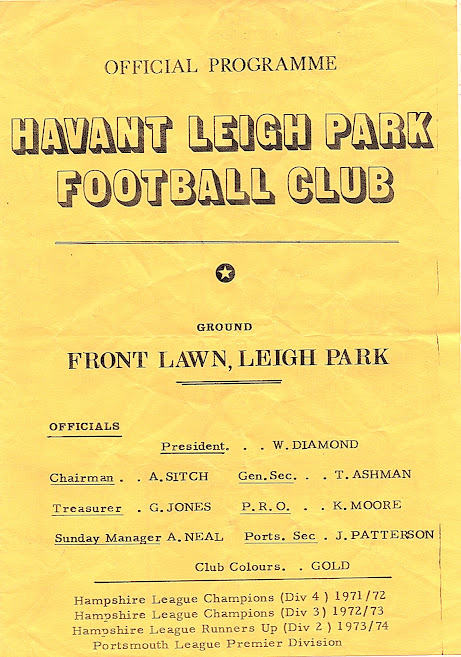 OFFICIAL PROGRAMME
HAVANT LEIGH PARK
FOOTBALL CLUB
GROUND
FRONT LAWN, LEIGH PARK
OFFICIALS
President. . . W. DIAMOND
Chairman . . A. SITCH Gen. Sec. . . T. ASHMAN
Treasurer . G. JONES P. R. O. . . K. MOORE
Sunday Manager A. NEAL Ports. Sec . J. PATTERSON
Club Colours. . GOLD
Hampshire League Champions (Div 4 ) 1971/72
Hampshire League Champions (Div 3 ) 1972/73
Hampshire League Runners Up (Div 2 ) 1973/74
Portsmouth League Premier Division